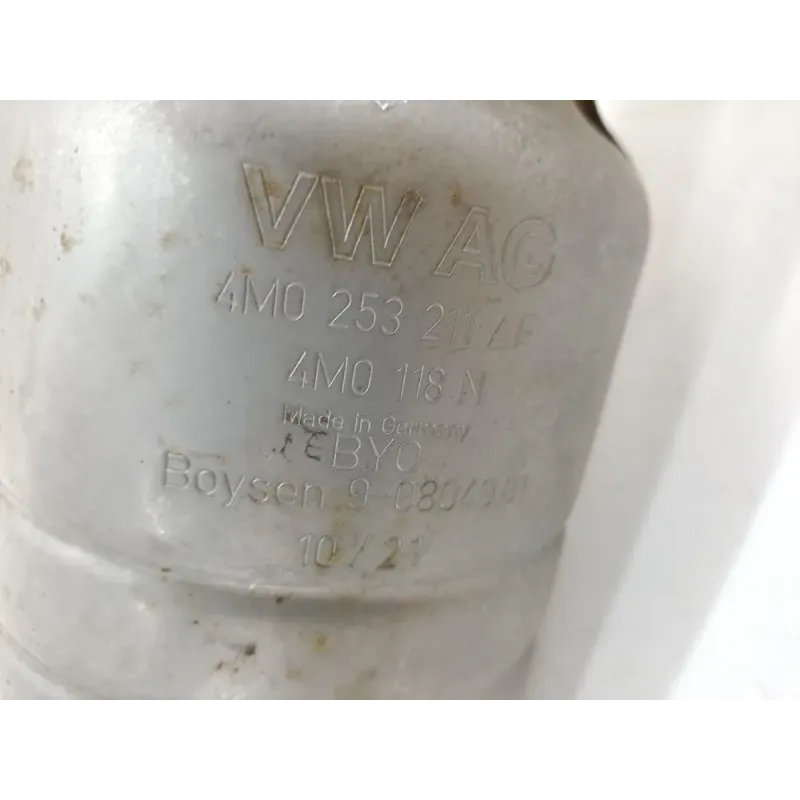 VW AG
4M0 253 211
4M0 118 N
Made in Germany
BYO
Boysen
10/21